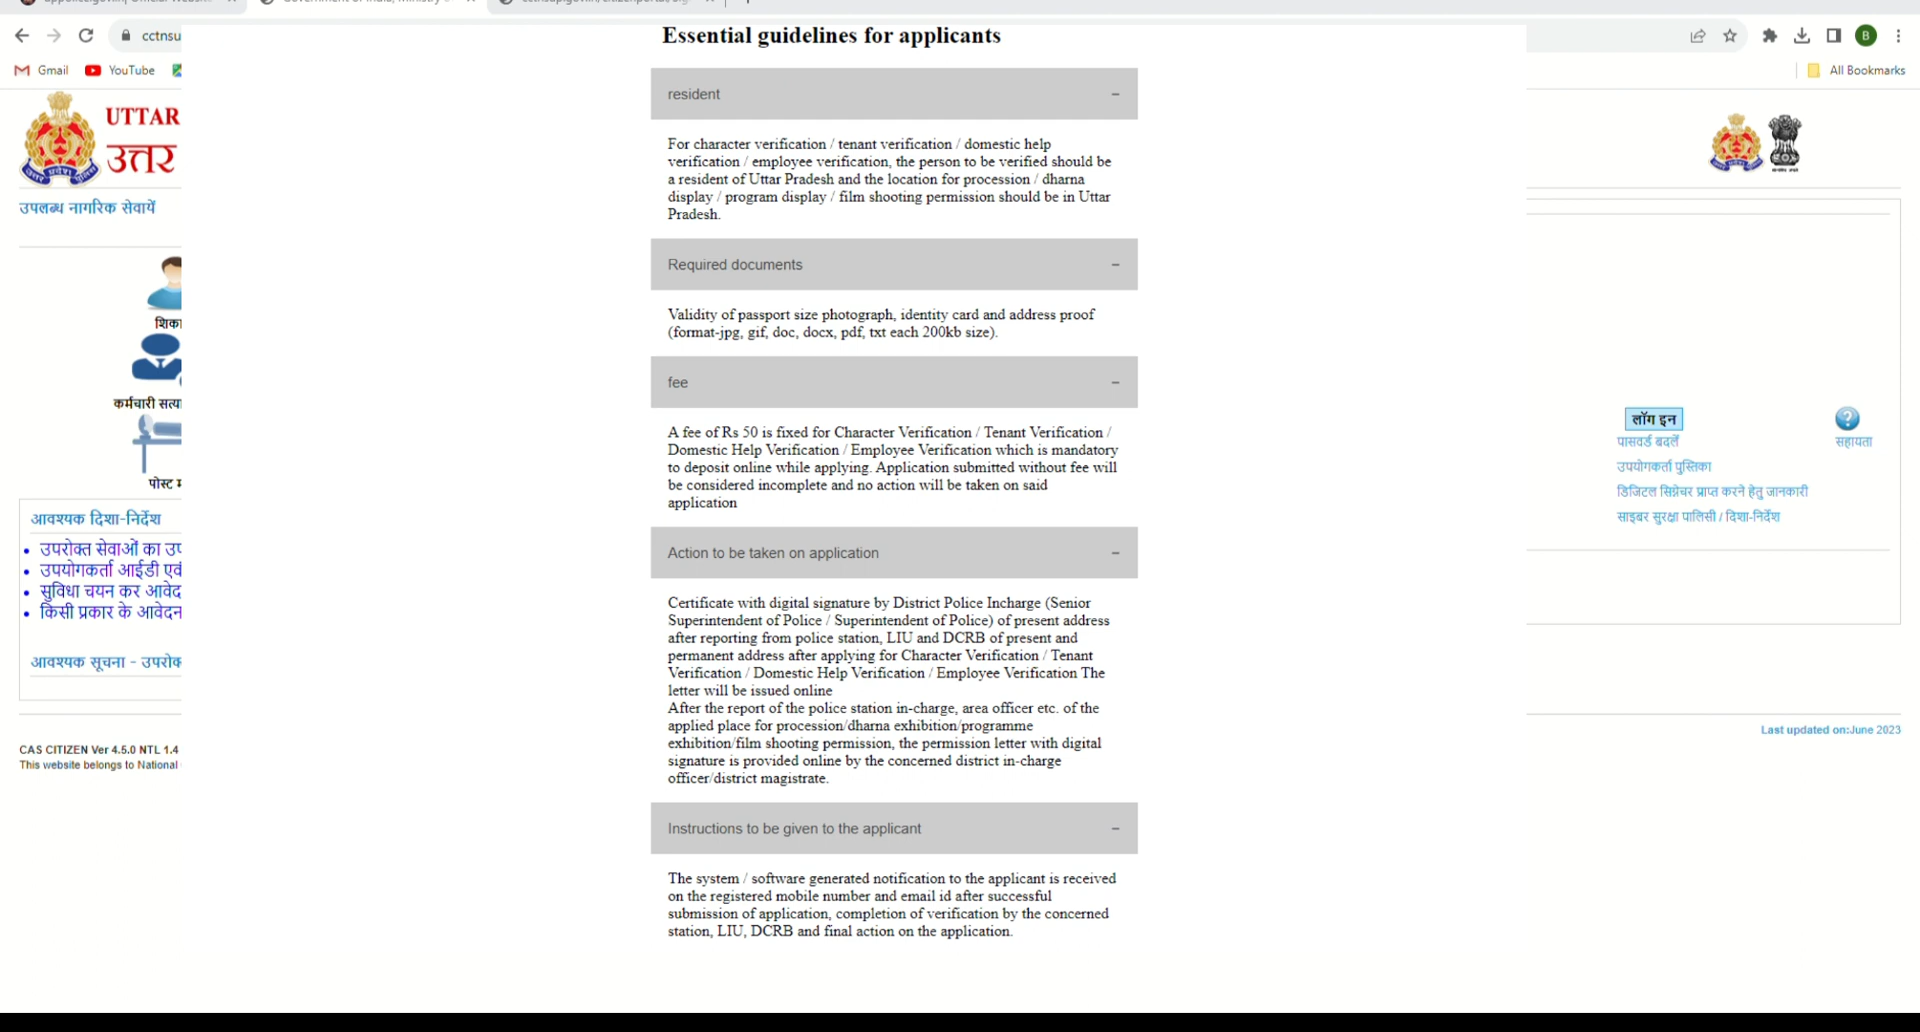 cctnsu
Gmail
YouTube
All Bookmarks
B
UTTAR
उत्तर
उपलब्ध नागरिक सेवायें
कर्मचारी सत्या
आवश्यक दिशा-निर्देश
उपरोक्त सेवाओं का उप
उपयोगकर्ता आईडी एवं
सुविधा चयन कर आवेद
किसी प्रकार के आवेदन
आवश्यक सूचना - उपरोक
CAS CITIZEN Ver 4.5.0 NTL 1.4
This website belongs to National
Essential guidelines for applicants
resident
For character verification / tenant verification / domestic help
verification / employee verification, the person to be verified should be
a resident of Uttar Pradesh and the location for procession / dharna
display / program display / film shooting permission should be in Uttar
Pradesh.
Required documents
Validity of passport size photograph, identity card and address proof
(format-jpg, gif, doc, docx, pdf, txt each 200kb size).
fee
A fee of Rs 50 is fixed for Character Verification / Tenant Verification /
Domestic Help Verification / Employee Verification which is mandatory
to deposit online while applying. Application submitted without fee will
be considered incomplete and no action will be taken on said
application
Action to be taken on application
Certificate with digital signature by District Police Incharge (Senior
Superintendent of Police / Superintendent of Police) of present address
after reporting from police station, LIU and DCRB of present and
permanent address after applying for Character Verification / Tenant
Verification / Domestic Help Verification / Employee Verification The
letter will be issued online
After the report of the police station in-charge, area officer etc. of the
applied place for procession/dharna exhibition/programme
exhibition/film shooting permission, the permission letter with digital
signature is provided online by the concerned district in-charge
officer/district magistrate.
Instructions to be given to the applicant
The system / software generated notification to the applicant is received
on the registered mobile number and email id after successful
submission of application, completion of verification by the concerned
station, LIU, DCRB and final action on the application.
लॉग इन
पासवर्ड बदलें
सहायता
उपयोगकर्ता पुस्तिका
डिजिटल सिग्नेचर प्राप्त करने हेतु जानकारी
साइबर सुरक्षा पालिसी / दिशा-निर्देश
Last updated on:June 2023